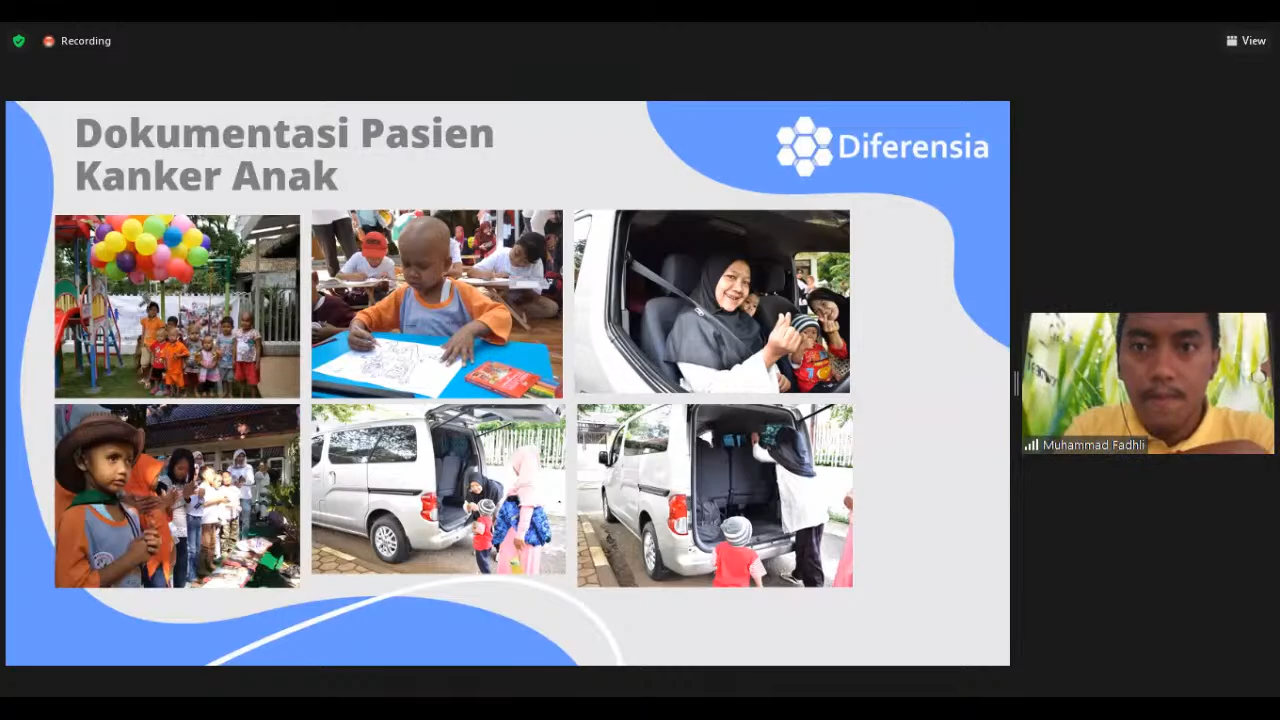 Recording
View
Dokumentasi Pasien
Kanker Anak
Diferensia
Muhammad Fadhli